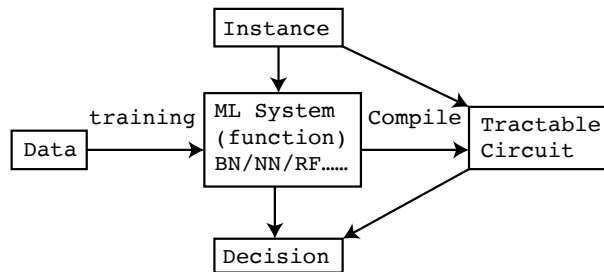 Instance
training
ML System
(function)
BN/NN/RF……
Compile
Tractable
Circuit
Data
Decision